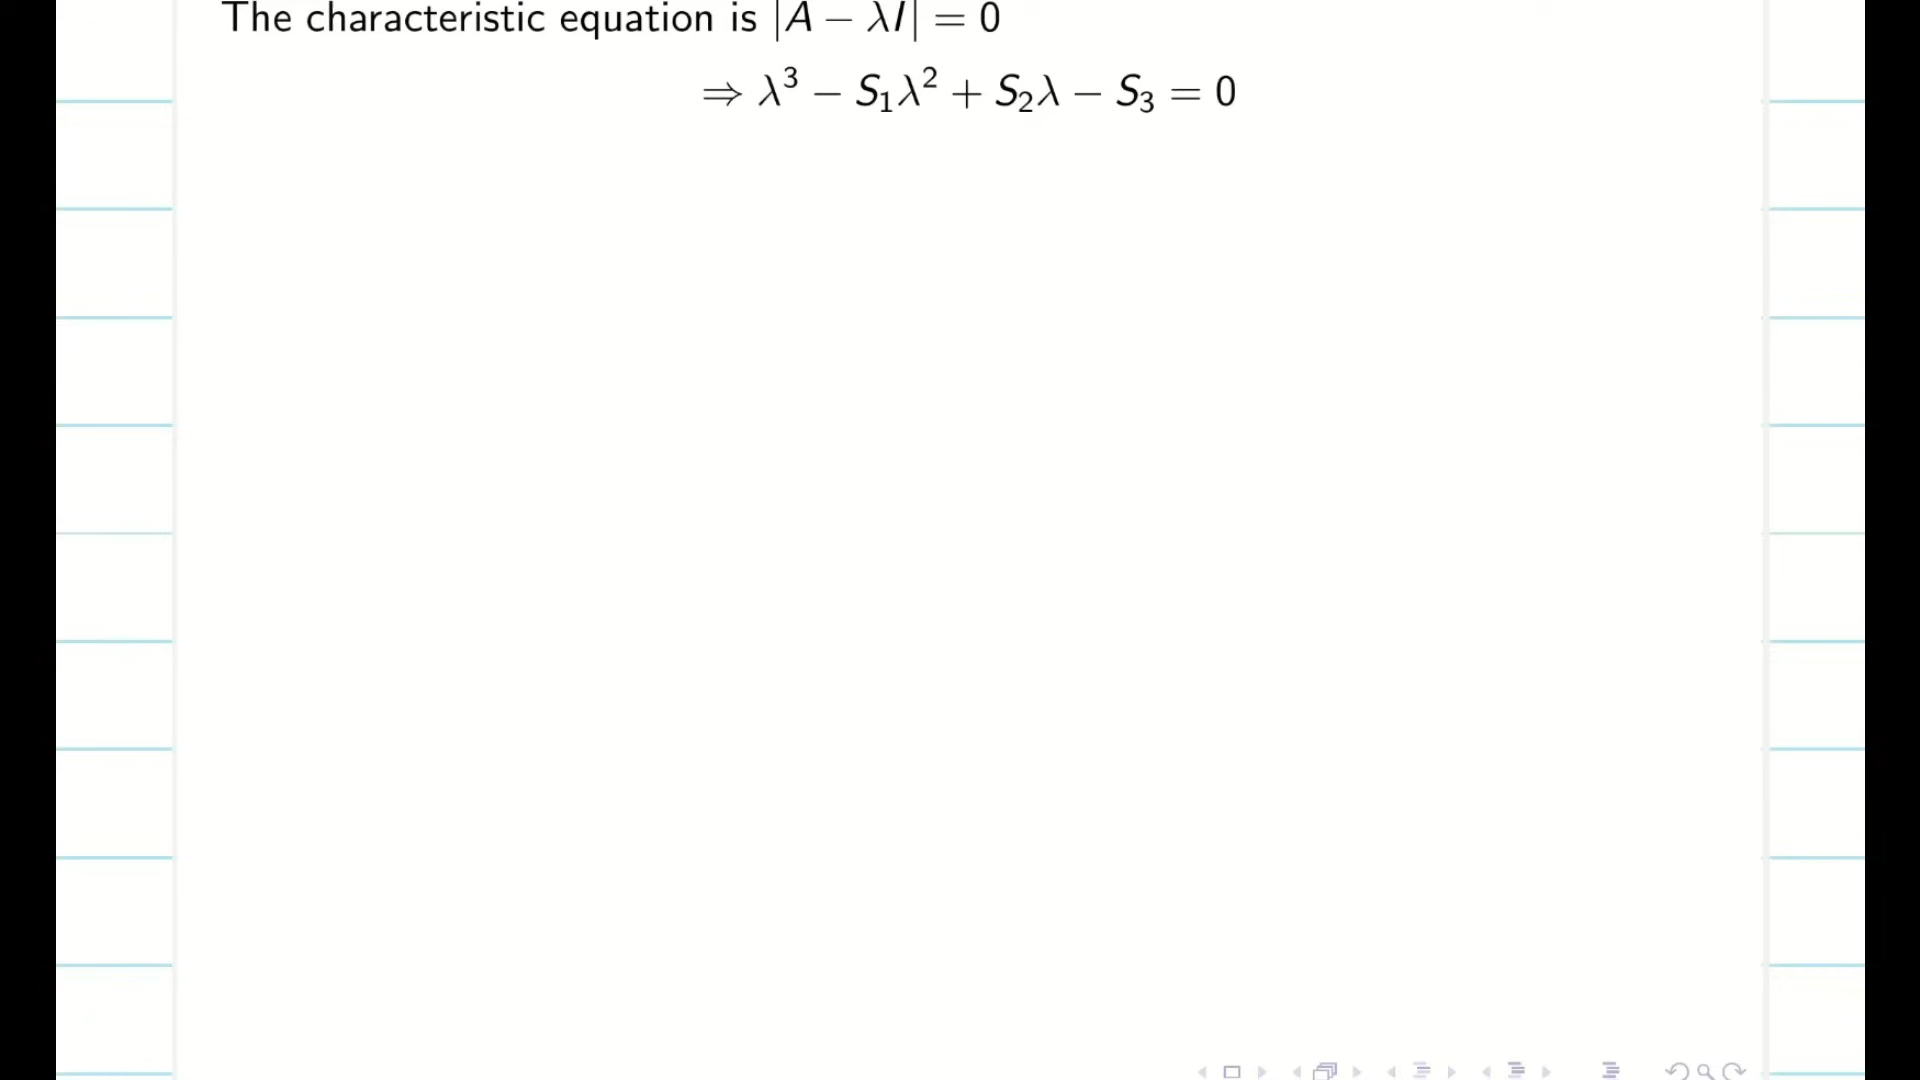 The characteristic equation is |A − λI| = 0
⇒ λ³ − S₁λ² + S₂λ − S₃ = 0